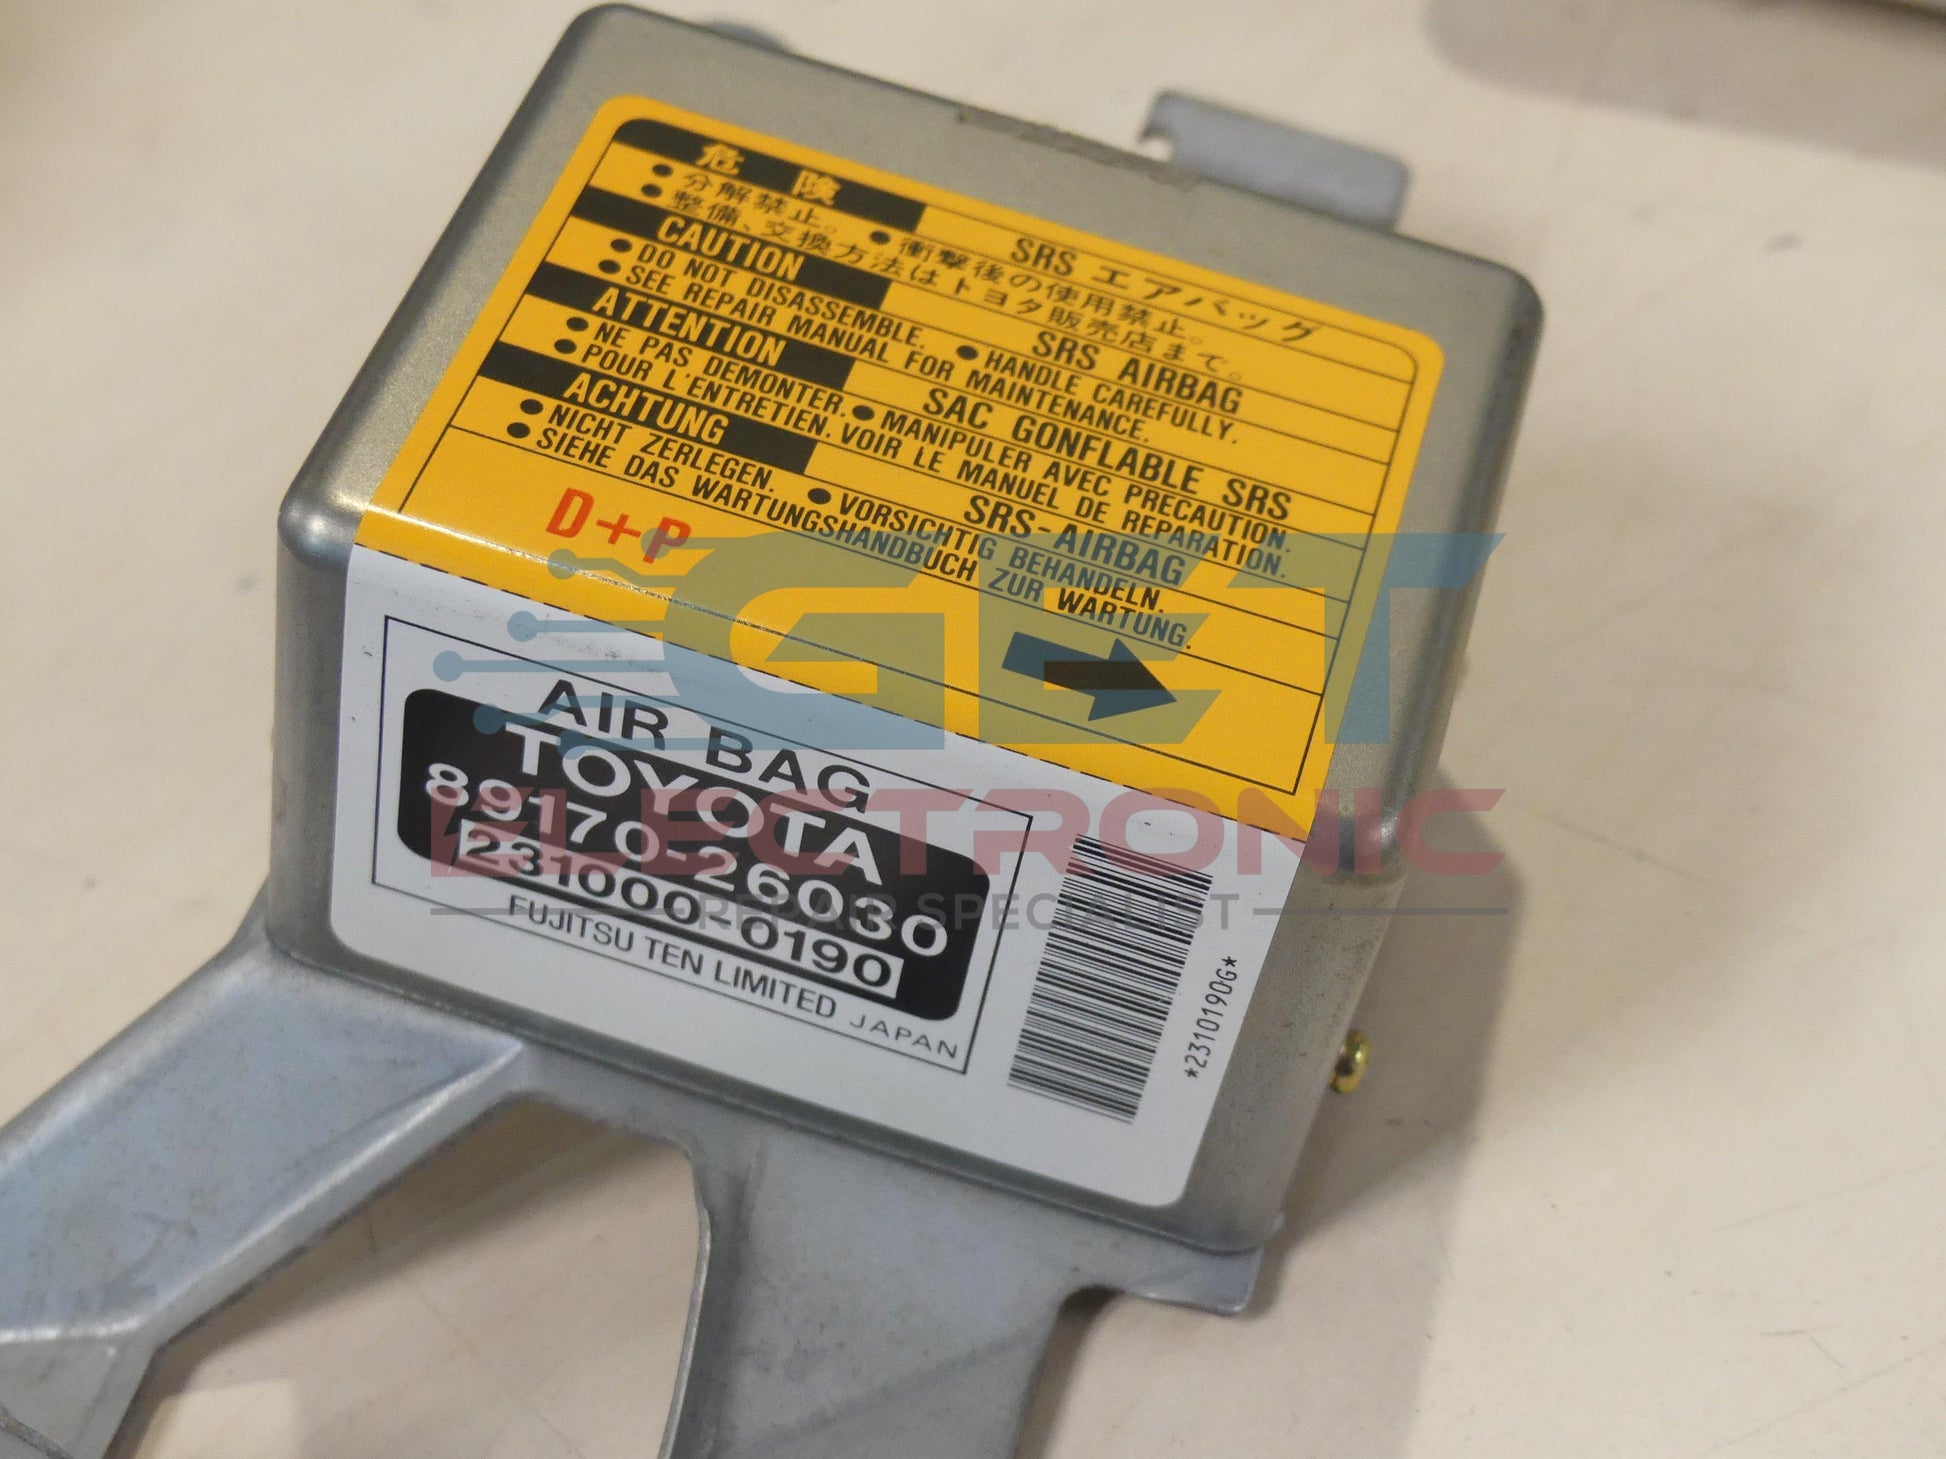 危 険 SRS エアバッグ
● 分解禁止。 ● 衝撃後の使用禁止。
● 整備、交換方法はトヨタ販売店まで。
CAUTION SRS AIRBAG
● DO NOT DISASSEMBLE. ● HANDLE CAREFULLY.
● SEE REPAIR MANUAL FOR MAINTENANCE.
ATTENTION SAC GONFLABLE SRS
● NE PAS DEMONTER. ● MANIPULER AVEC PRECAUTION.
● POUR L'ENTRETIEN. VOIR LE MANUEL DE REPARATION.
ACHTUNG SRS-AIRBAG
● NICHT ZERLEGEN. ● VORSICHTIG BEHANDELN.
● SIEHE DAS WARTUNGSHANDBUCH ZUR WARTUNG.
D+P
AIR BAG
TOYOTA
89170-26030
231000-0190
FUJITSU TEN LIMITED JAPAN
*2310190G*
GET
ELECTRONIC
REPAIR SPECIALIST